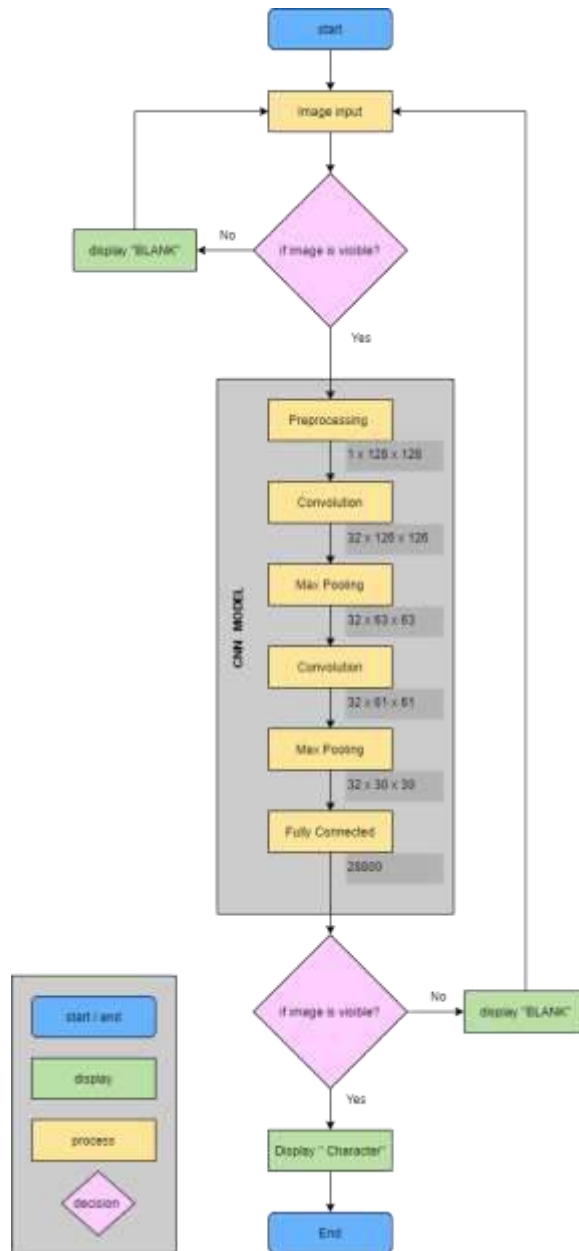 start
Image input
No
display "BLANK"
if image is visible?
Yes
Preprocessing
1 x 128 x 128
Convolution
32 x 126 x 126
Max Pooling
32 x 63 x 63
CNN MODEL
Convolution
32 x 61 x 61
Max Pooling
32 x 30 x 30
Fully Connected
28800
if image is visible?
No
display "BLANK"
Yes
Display " Character"
End
start / end
display
process
decision